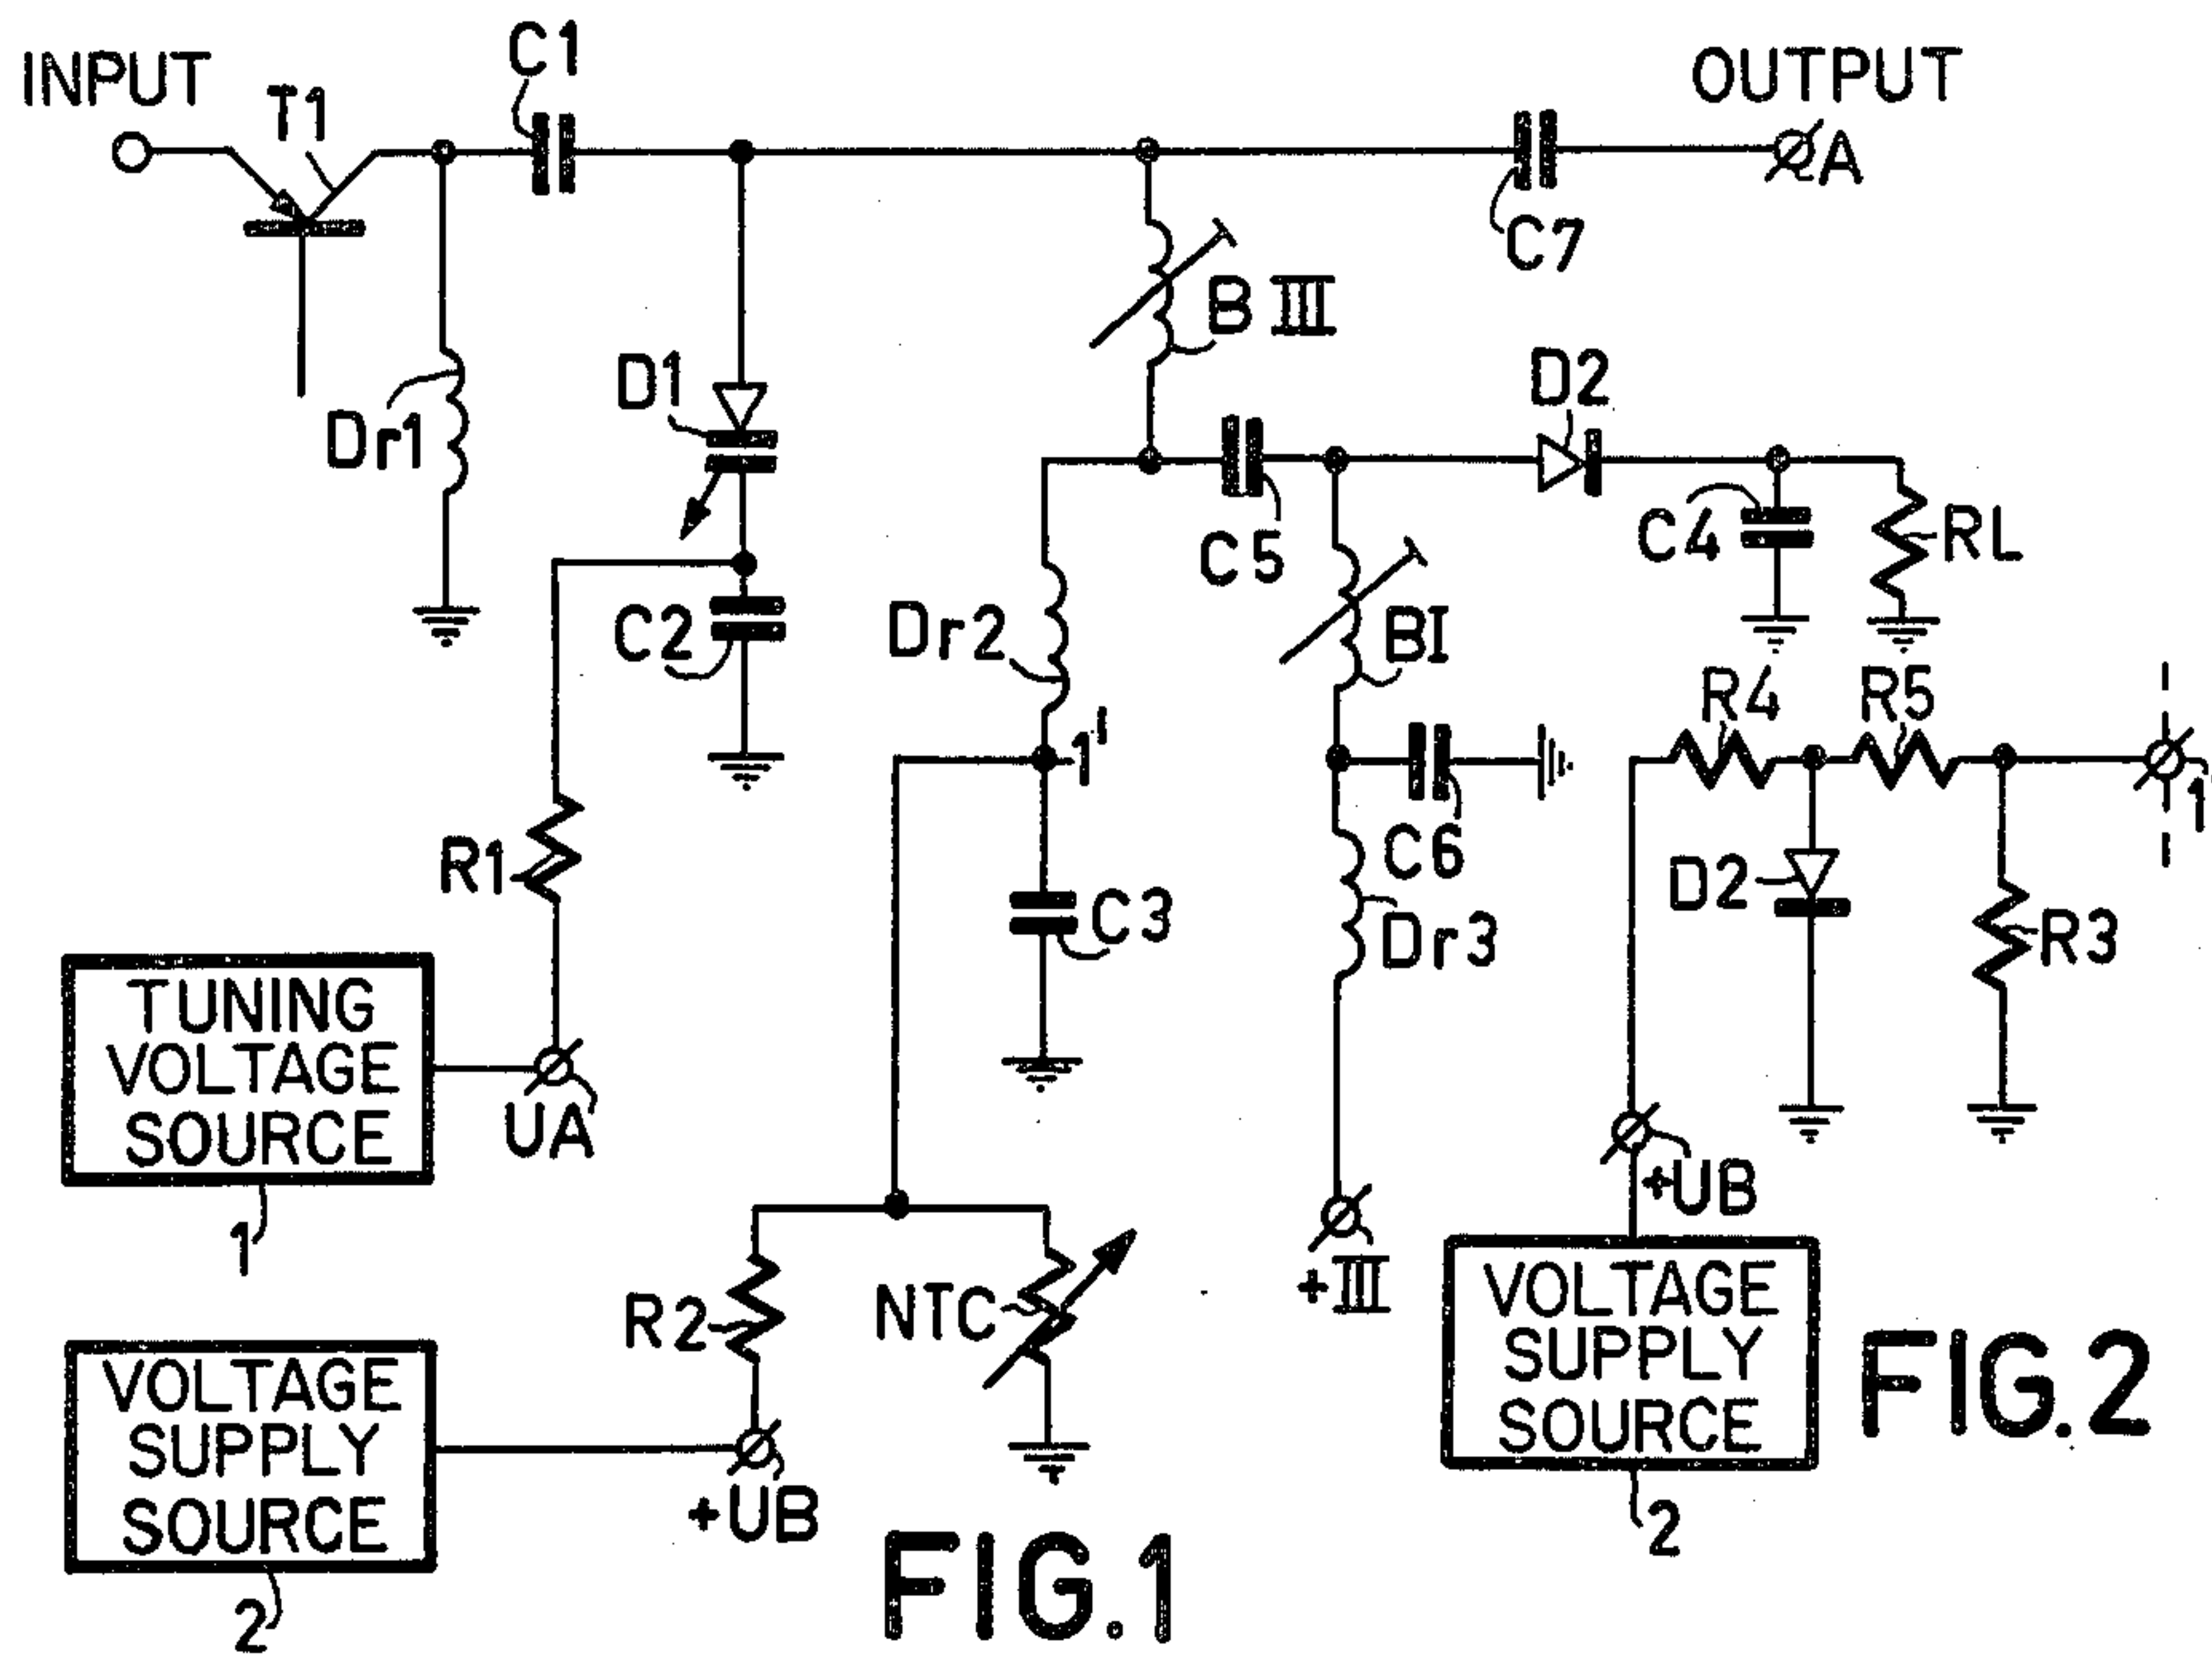 INPUT
T1
C1
OUTPUT
A
C7
B III
Dr1
D1
D2
C5
C4
RL
C2
Dr2
BI
1'
R4
R5
1'
R1
C3
C6
Dr3
D2
R3
TUNING
VOLTAGE
SOURCE
UA
1
+UB
+III
R2
NTC
VOLTAGE
SUPPLY
SOURCE
2
VOLTAGE
SUPPLY
SOURCE
+UB
2
FIG.1
FIG.2